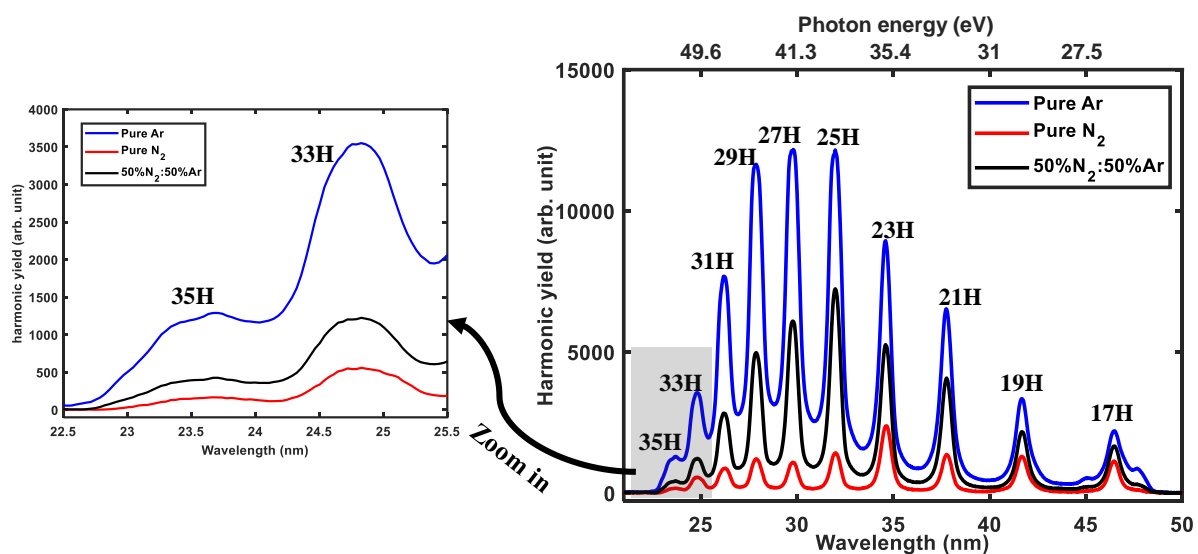 4000
3500
3000
2500
2000
1500
1000
500
0
harmonic yield (arb. unit)
Pure Ar
Pure N2
50%N2:50%Ar
33H
35H
22.5 23 23.5 24 24.5 25 25.5
Wavelength (nm)
Zoom in
Photon energy (eV)
49.6 41.3 35.4 31 27.5
15000
10000
5000
0
Harmonic yield (arb. unit)
Pure Ar
Pure N2
50%N2:50%Ar
27H
25H
29H
23H
31H
21H
33H
19H
17H
35H
25 30 35 40 45 50
Wavelength (nm)